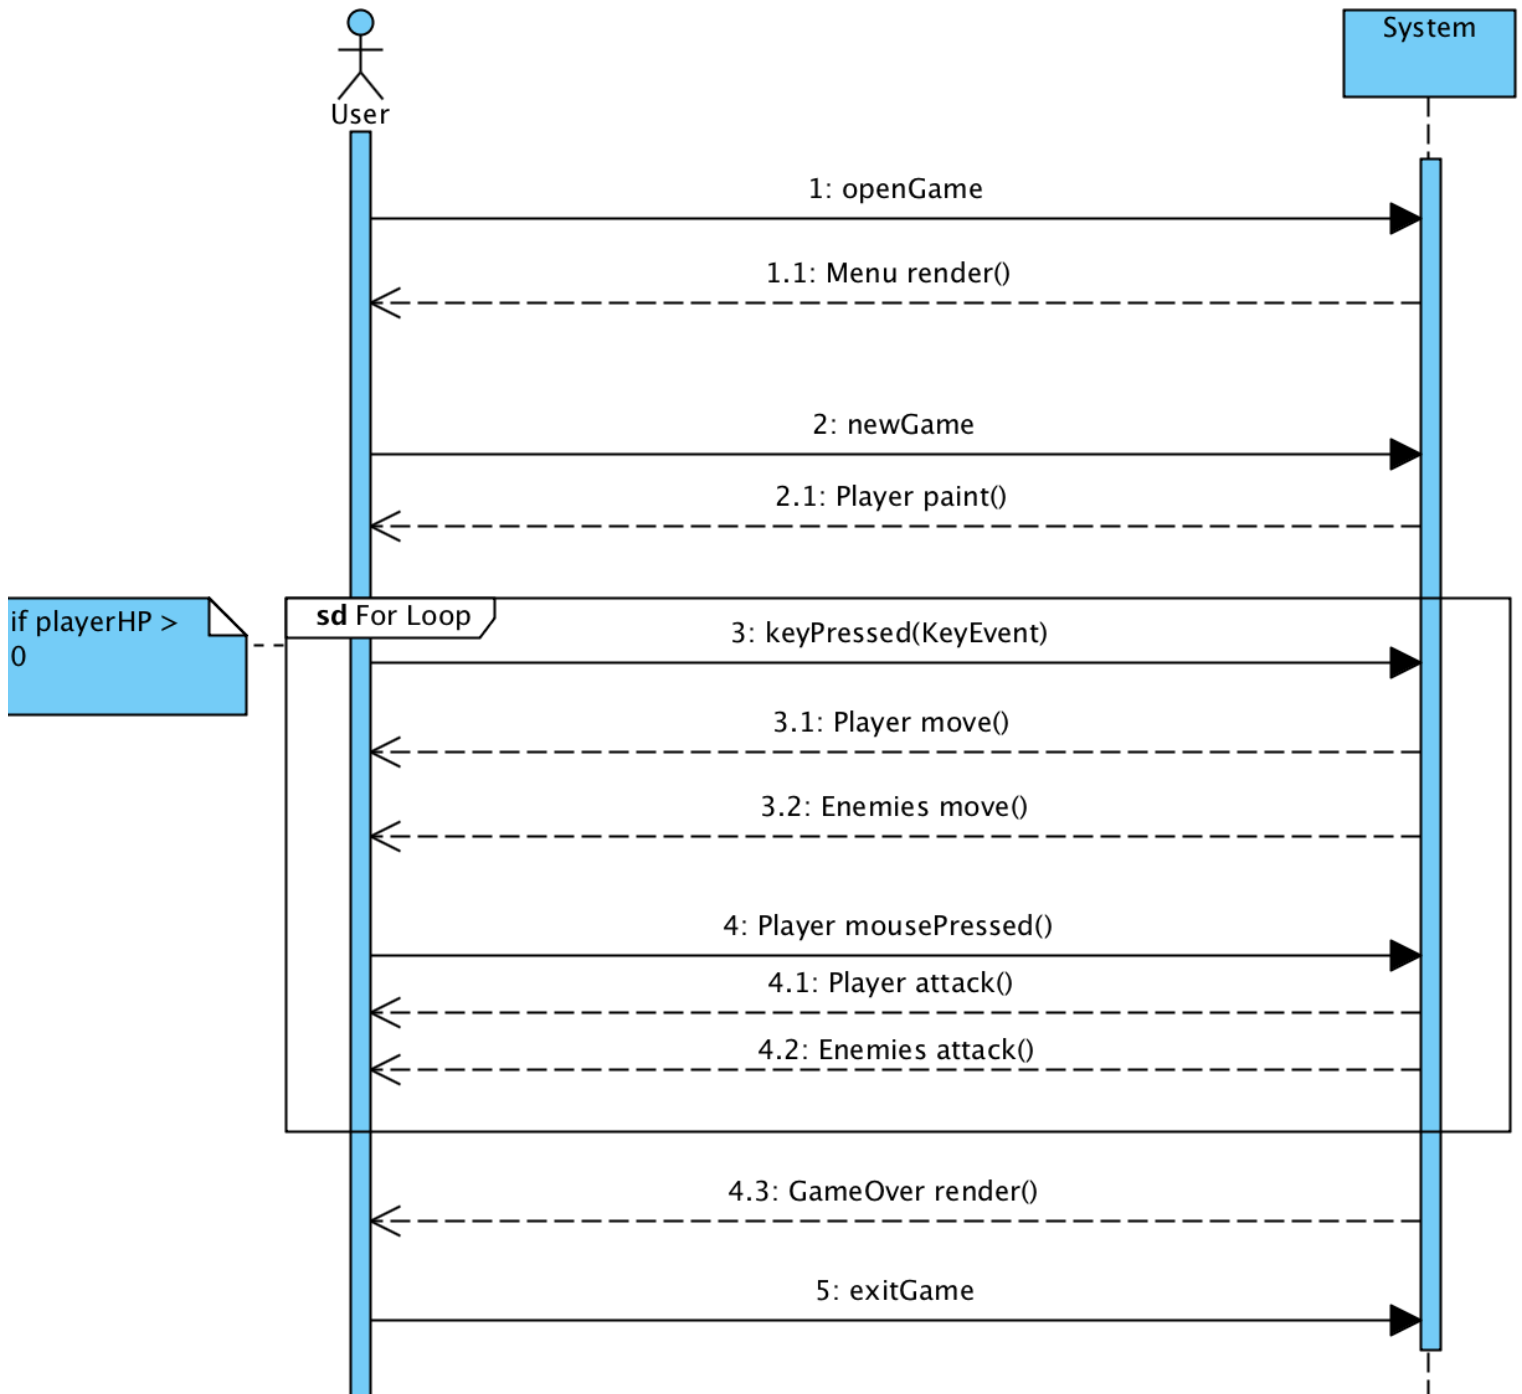 System
User
1: openGame
1.1: Menu render()
2: newGame
2.1: Player paint()
if playerHP >
0
sd For Loop
3: keyPressed(KeyEvent)
3.1: Player move()
3.2: Enemies move()
4: Player mousePressed()
4.1: Player attack()
4.2: Enemies attack()
4.3: GameOver render()
5: exitGame